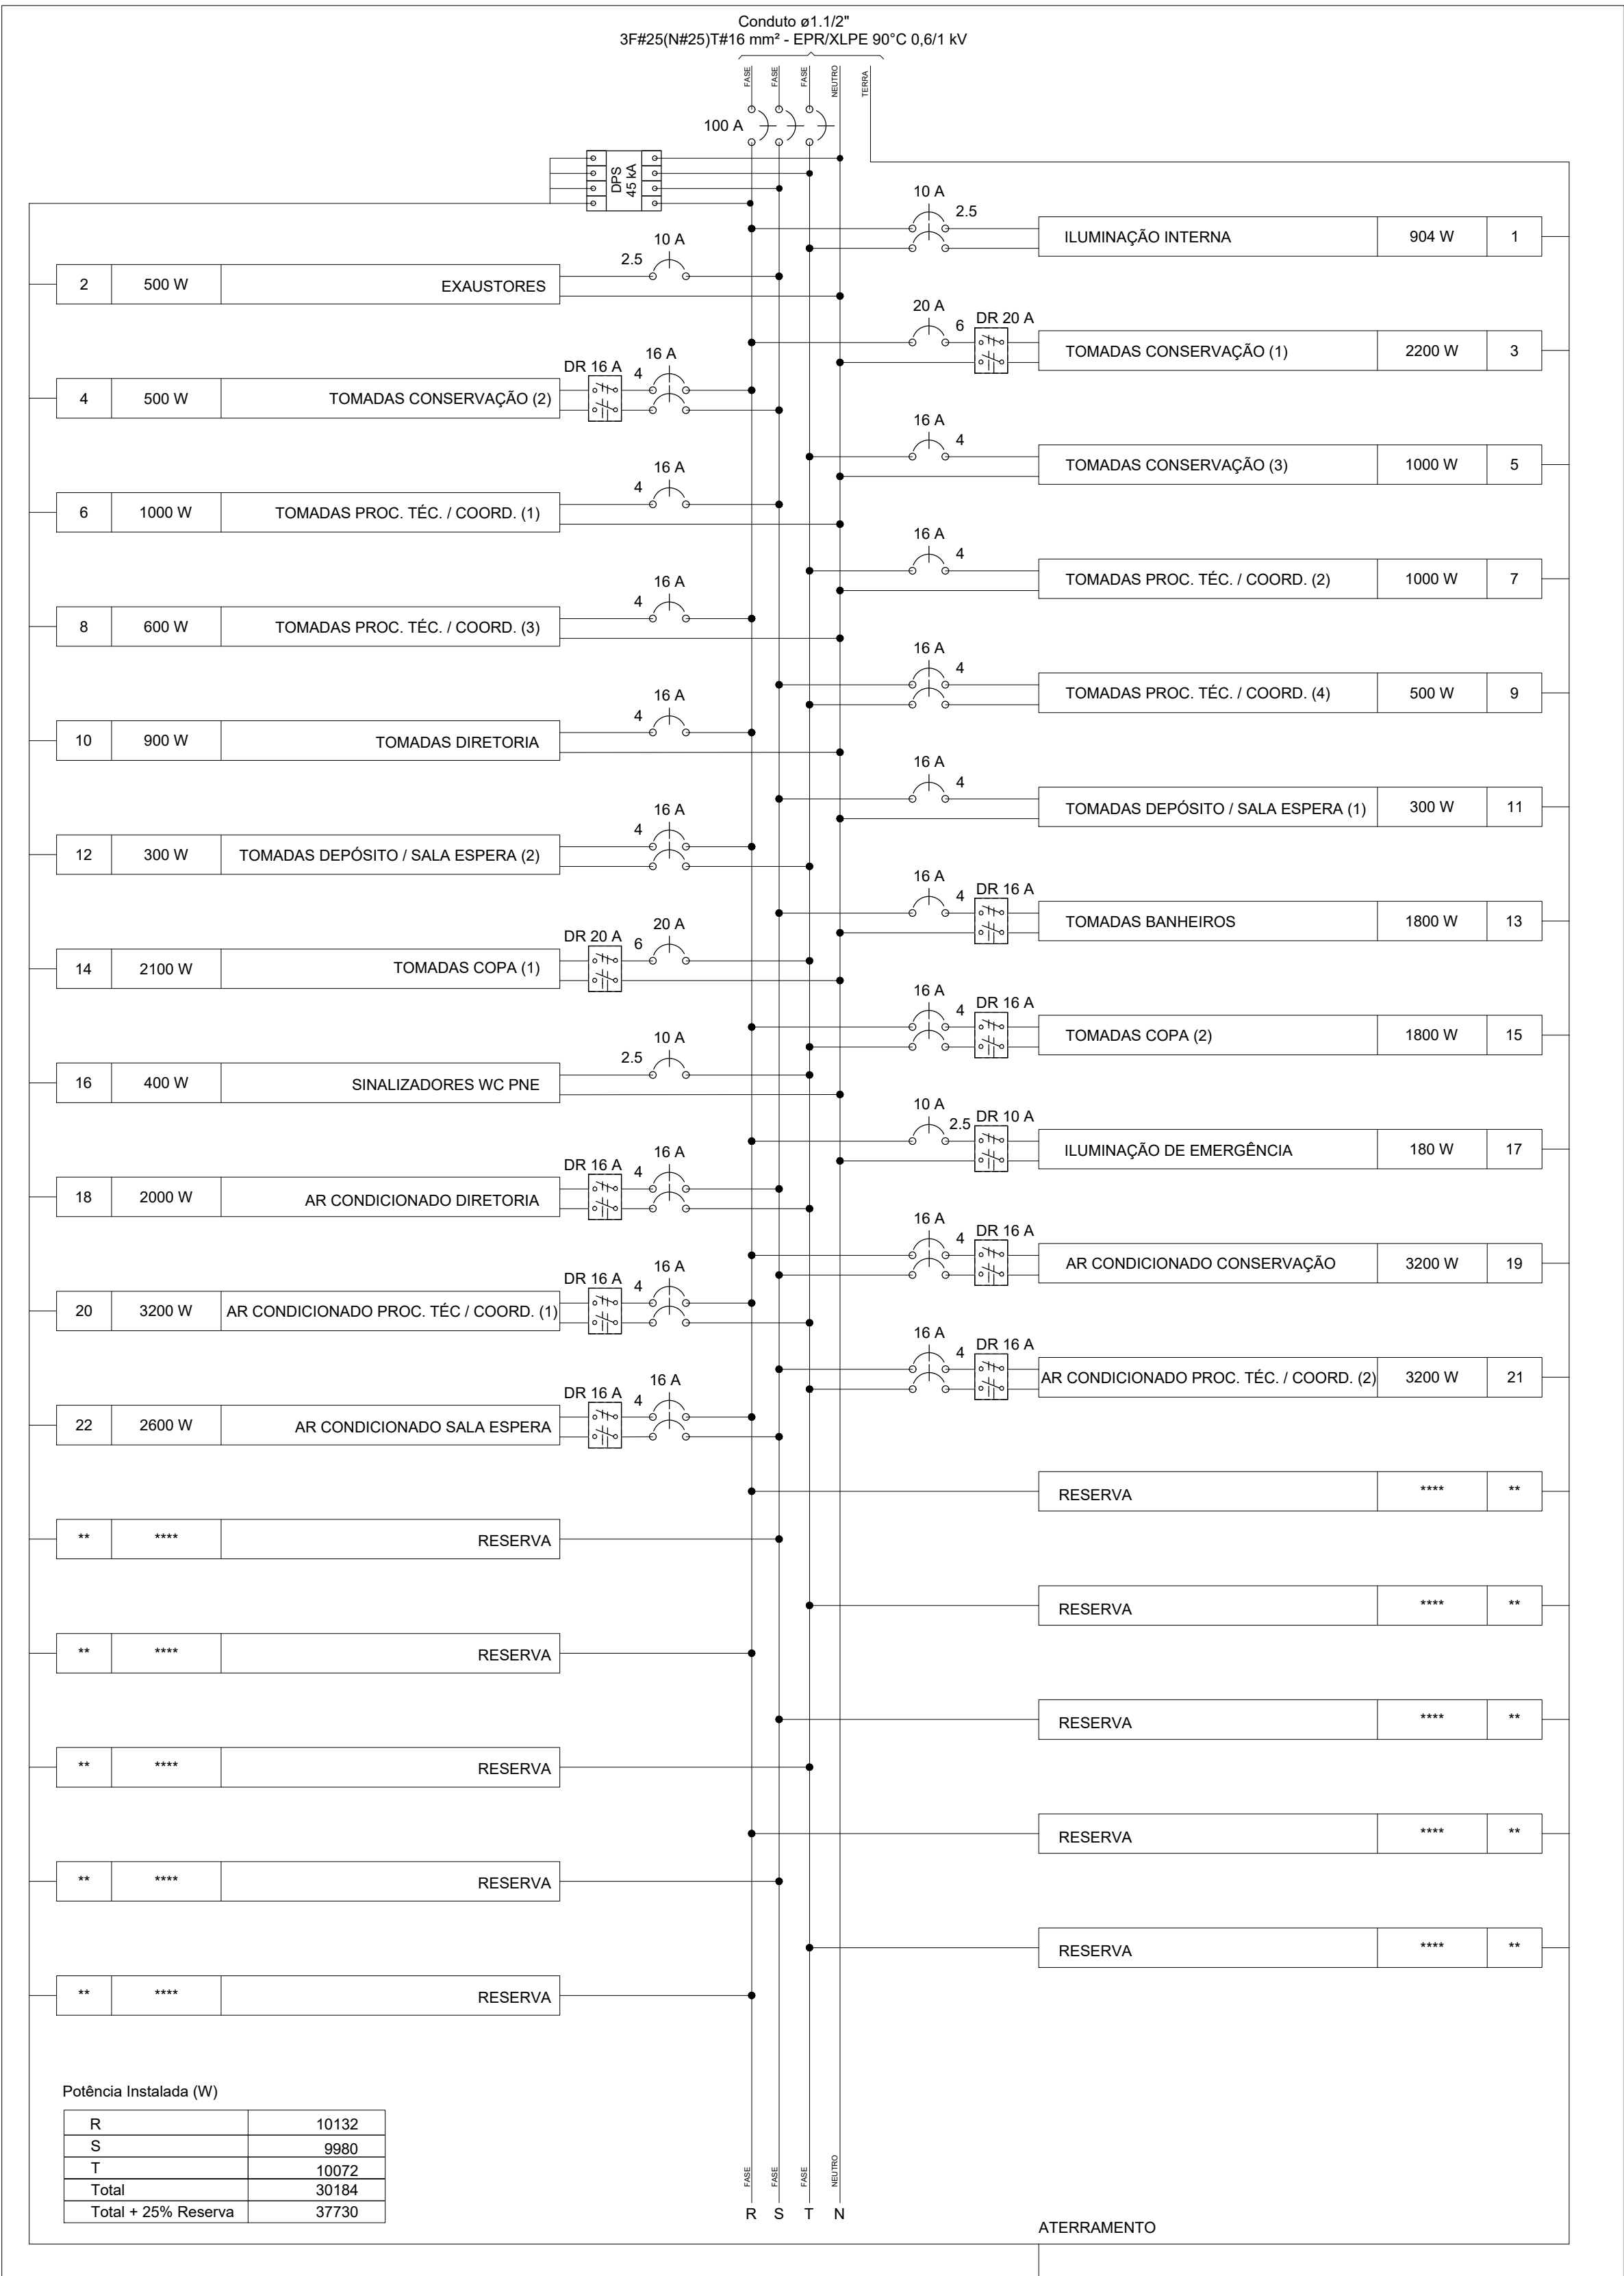 Conduto ø1.1/2"
3F#25(N#25)T#16 mm² - EPR/XLPE 90°C 0,6/1 kV
FASE FASE FASE NEUTRO TERRA
100 A
DPS
45 kA
10 A
2.5
ILUMINAÇÃO INTERNA 904 W 1
10 A
2.5
2 500 W EXAUSTORES
20 A
6 DR 20 A
TOMADAS CONSERVAÇÃO (1) 2200 W 3
16 A
DR 16 A 4
4 500 W TOMADAS CONSERVAÇÃO (2)
16 A
4
TOMADAS CONSERVAÇÃO (3) 1000 W 5
16 A
4
6 1000 W TOMADAS PROC. TÉC. / COORD. (1)
16 A
4
TOMADAS PROC. TÉC. / COORD. (2) 1000 W 7
16 A
4
8 600 W TOMADAS PROC. TÉC. / COORD. (3)
16 A
4
TOMADAS PROC. TÉC. / COORD. (4) 500 W 9
16 A
4
10 900 W TOMADAS DIRETORIA
16 A
4
TOMADAS DEPÓSITO / SALA ESPERA (1) 300 W 11
16 A
4
12 300 W TOMADAS DEPÓSITO / SALA ESPERA (2)
16 A
4 DR 16 A
TOMADAS BANHEIROS 1800 W 13
20 A
DR 20 A 6
14 2100 W TOMADAS COPA (1)
16 A
4 DR 16 A
TOMADAS COPA (2) 1800 W 15
10 A
2.5
16 400 W SINALIZADORES WC PNE
10 A
2.5 DR 10 A
ILUMINAÇÃO DE EMERGÊNCIA 180 W 17
16 A
DR 16 A 4
18 2000 W AR CONDICIONADO DIRETORIA
16 A
4 DR 16 A
AR CONDICIONADO CONSERVAÇÃO 3200 W 19
16 A
DR 16 A 4
20 3200 W AR CONDICIONADO PROC. TÉC / COORD. (1)
16 A
4 DR 16 A
AR CONDICIONADO PROC. TÉC. / COORD. (2) 3200 W 21
16 A
DR 16 A 4
22 2600 W AR CONDICIONADO SALA ESPERA
RESERVA **** **
** **** RESERVA
RESERVA **** **
** **** RESERVA
RESERVA **** **
** **** RESERVA
RESERVA **** **
** **** RESERVA
RESERVA **** **
** **** RESERVA
Potência Instalada (W)
R 10132
S 9980
T 10072
Total 30184
Total + 25% Reserva 37730
FASE FASE FASE NEUTRO
R S T N
ATERRAMENTO